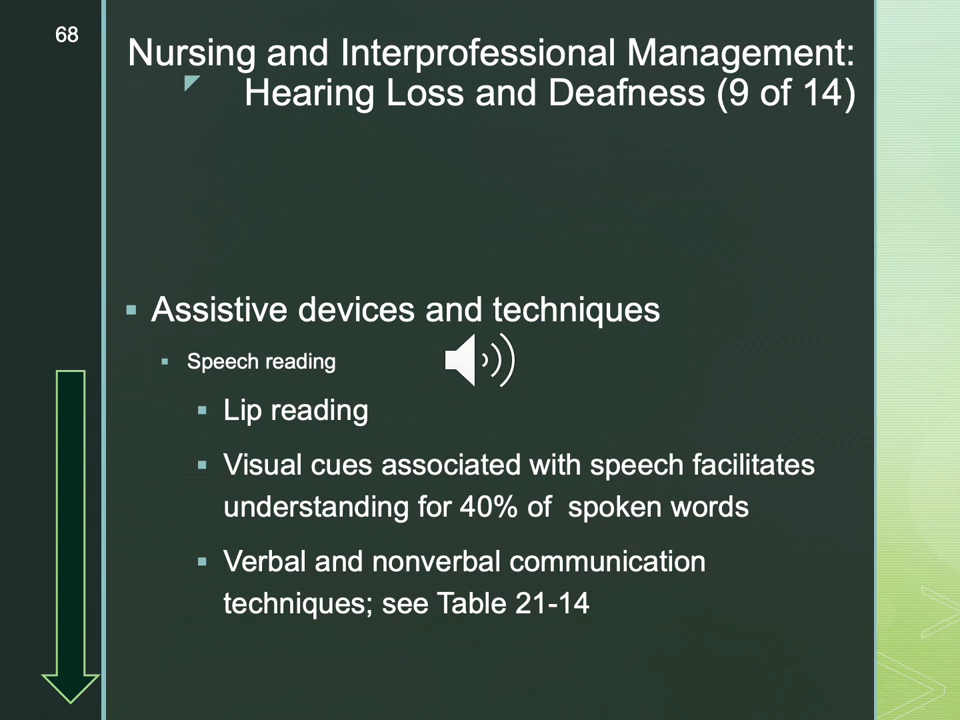 68
Nursing and Interprofessional Management:
Hearing Loss and Deafness (9 of 14)
▪ Assistive devices and techniques
▪ Speech reading
▪ Lip reading
▪ Visual cues associated with speech facilitates
understanding for 40% of  spoken words
▪ Verbal and nonverbal communication
techniques; see Table 21-14